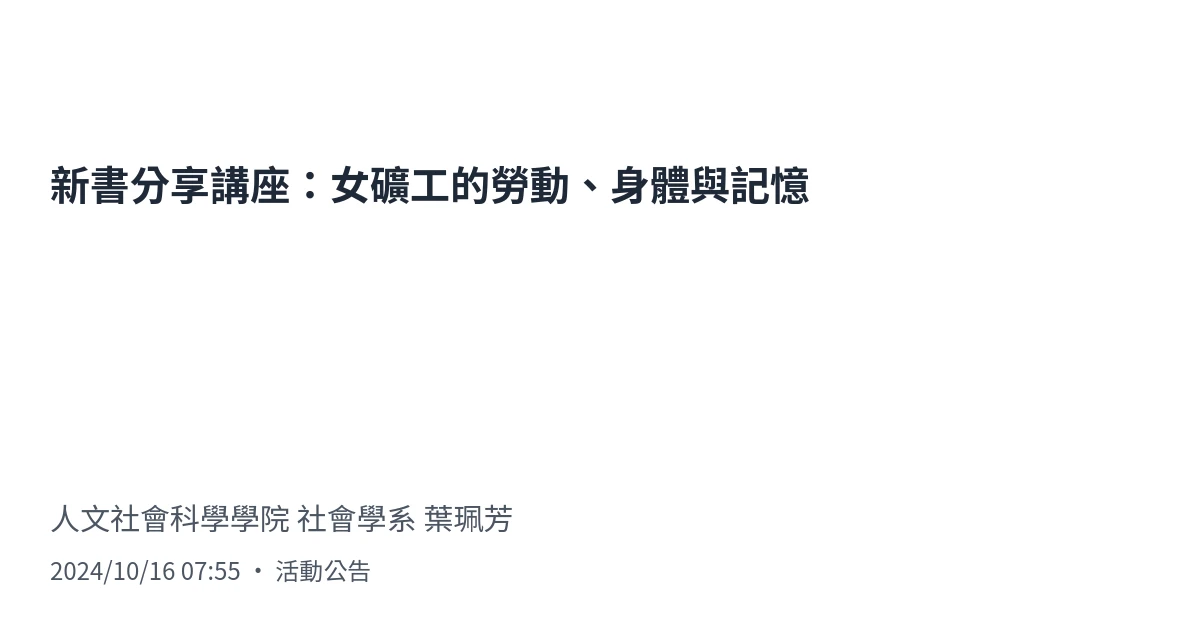 新書分享講座：女礦工的勞動、身體與記憶
人文社會科學學院 社會學系 葉珮芳
2024/10/16 07:55 • 活動公告